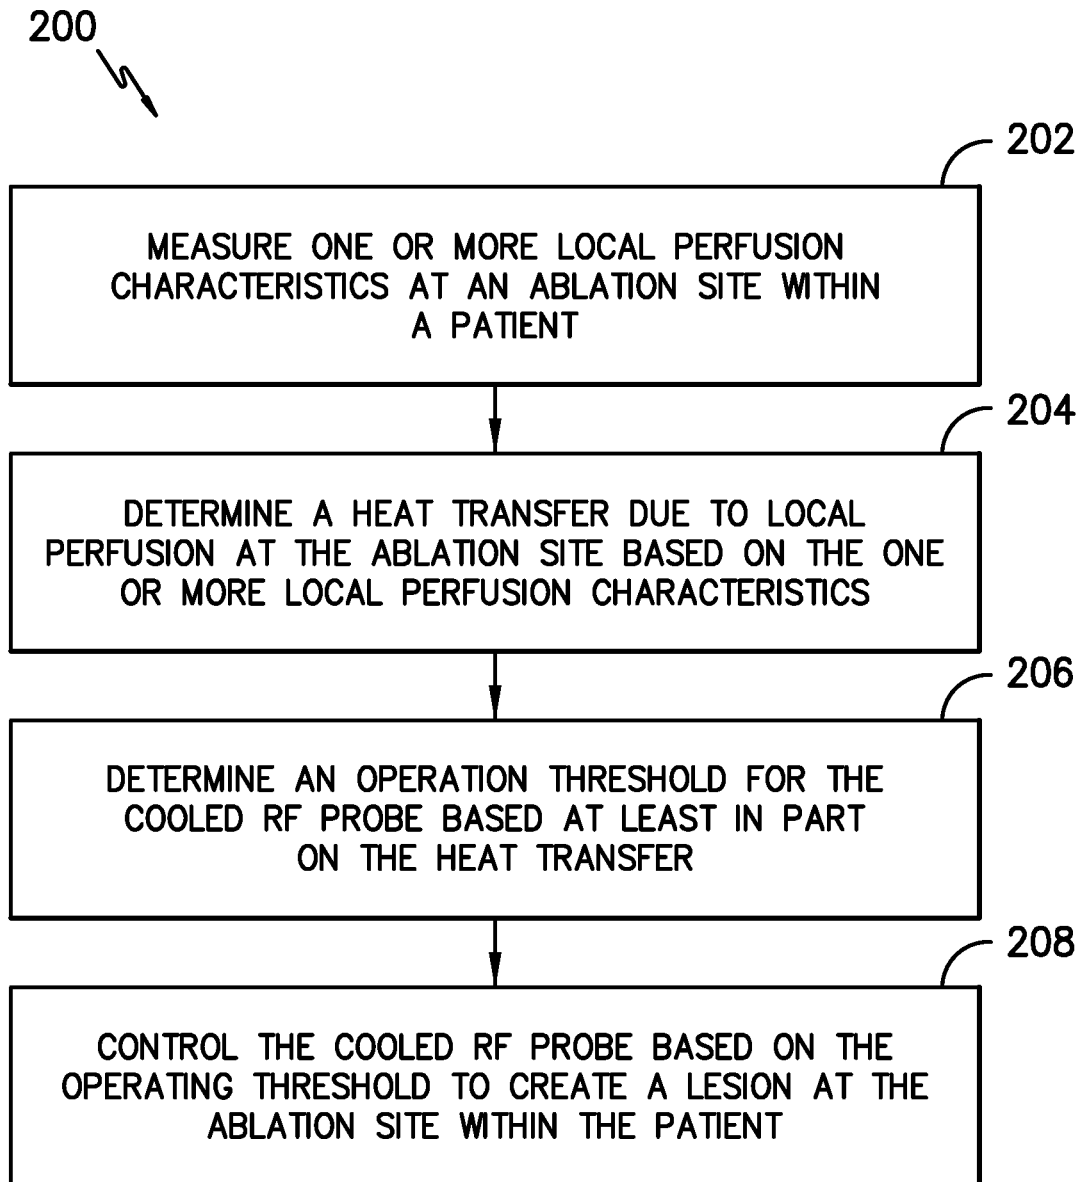 200
202
MEASURE ONE OR MORE LOCAL PERFUSION
CHARACTERISTICS AT AN ABLATION SITE WITHIN
A PATIENT
204
DETERMINE A HEAT TRANSFER DUE TO LOCAL
PERFUSION AT THE ABLATION SITE BASED ON THE ONE
OR MORE LOCAL PERFUSION CHARACTERISTICS
206
DETERMINE AN OPERATION THRESHOLD FOR THE
COOLED RF PROBE BASED AT LEAST IN PART
ON THE HEAT TRANSFER
208
CONTROL THE COOLED RF PROBE BASED ON THE
OPERATING THRESHOLD TO CREATE A LESION AT THE
ABLATION SITE WITHIN THE PATIENT